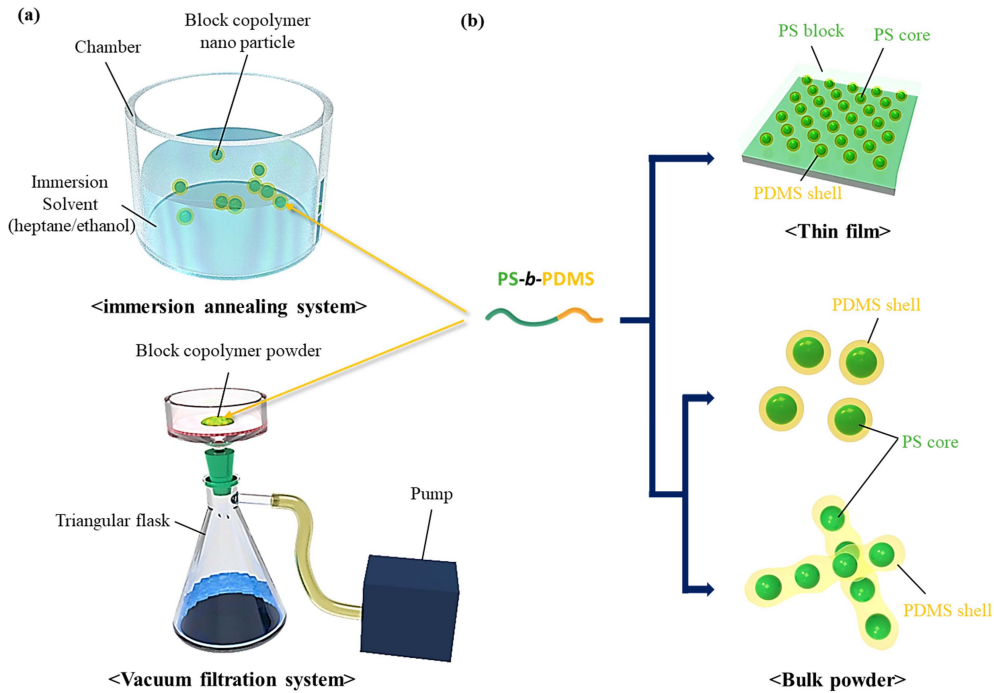 (a)
Block copolymer
nano particle
Chamber
Immersion
Solvent
(heptane/ethanol)
<immersion annealing system>
Block copolymer powder
Triangular flask
Pump
<Vacuum filtration system>
(b)
PS block
PS core
PDMS shell
<Thin film>
PS-b-PDMS
PDMS shell
PS core
PDMS shell
<Bulk powder>